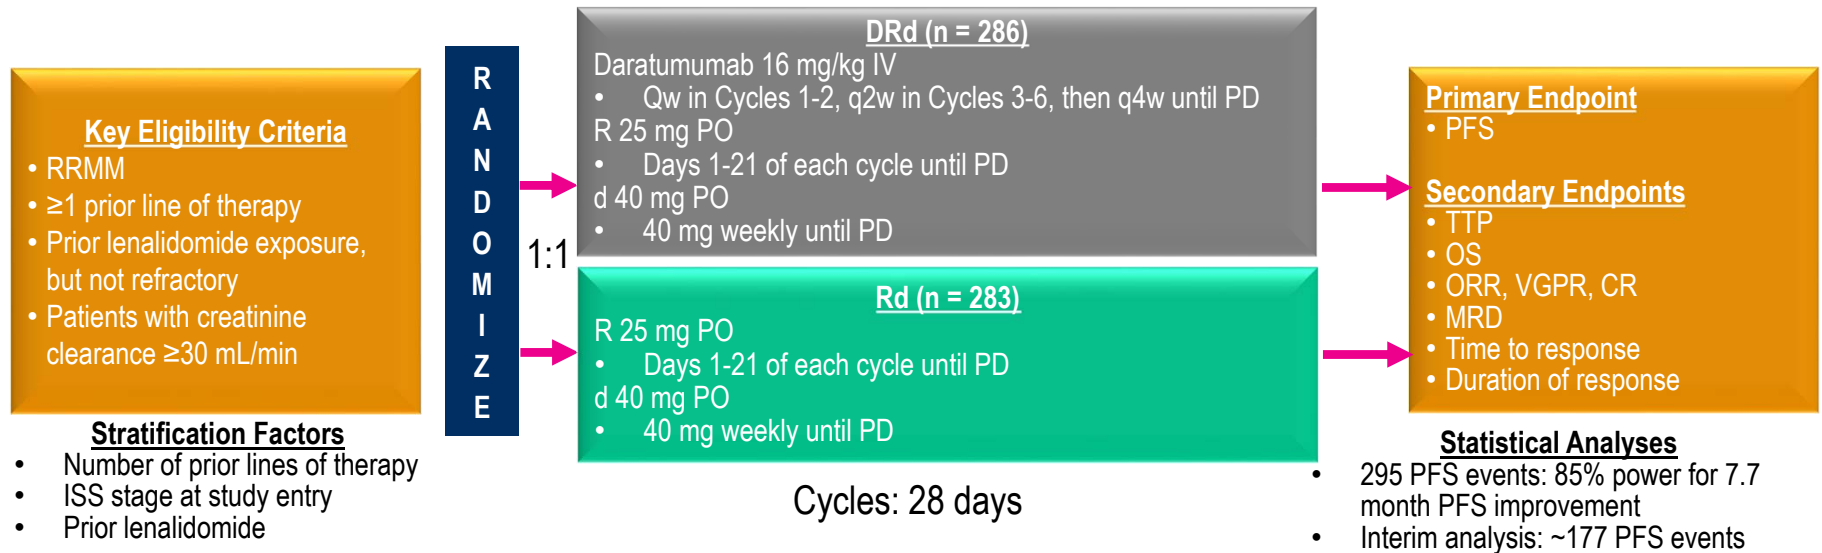 Key Eligibility Criteria
• RRMM
• ≥1 prior line of therapy
• Prior lenalidomide exposure,
but not refractory
• Patients with creatinine
clearance ≥30 mL/min
Stratification Factors
• Number of prior lines of therapy
• ISS stage at study entry
• Prior lenalidomide
R
A
N
D
O
M
I
Z
E
1:1
DRd (n = 286)
Daratumumab 16 mg/kg IV
• Qw in Cycles 1-2, q2w in Cycles 3-6, then q4w until PD
R 25 mg PO
• Days 1-21 of each cycle until PD
d 40 mg PO
• 40 mg weekly until PD
Rd (n = 283)
R 25 mg PO
• Days 1-21 of each cycle until PD
d 40 mg PO
• 40 mg weekly until PD
Cycles: 28 days
Primary Endpoint
• PFS
Secondary Endpoints
• TTP
• OS
• ORR, VGPR, CR
• MRD
• Time to response
• Duration of response
Statistical Analyses
• 295 PFS events: 85% power for 7.7
month PFS improvement
• Interim analysis: ~177 PFS events